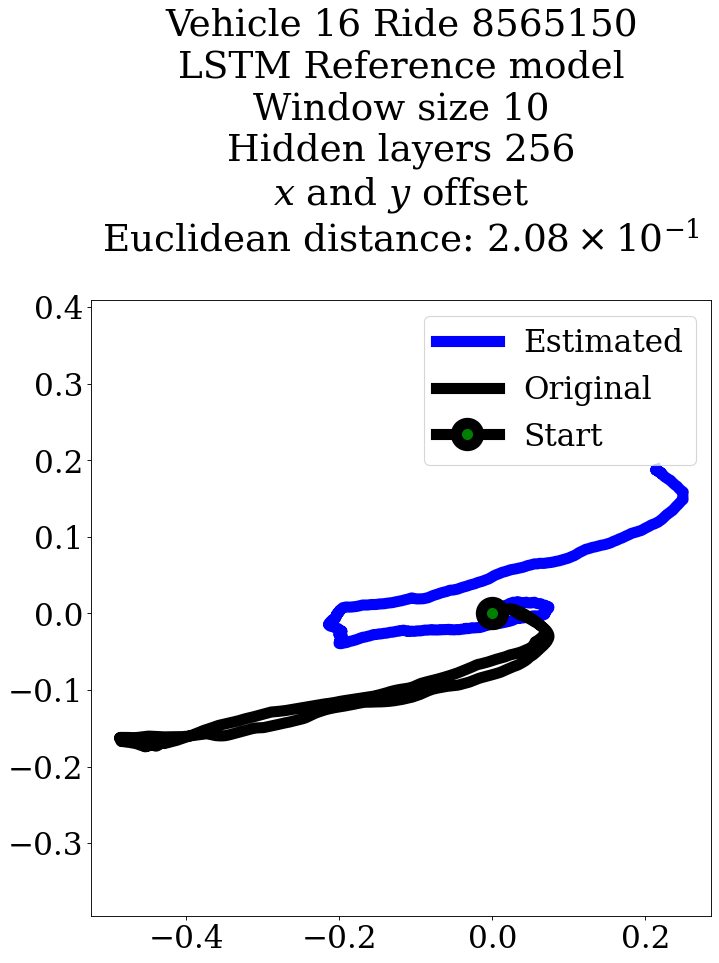 Vehicle 16 Ride 8565150
LSTM Reference model
Window size 10
Hidden layers 256
x and y offset
Euclidean distance: 2.08 × 10⁻¹
0.4
Estimated
0.3
Original
Start
0.2
0.1
0.0
−0.1
−0.2
−0.3
−0.4 −0.2 0.0 0.2